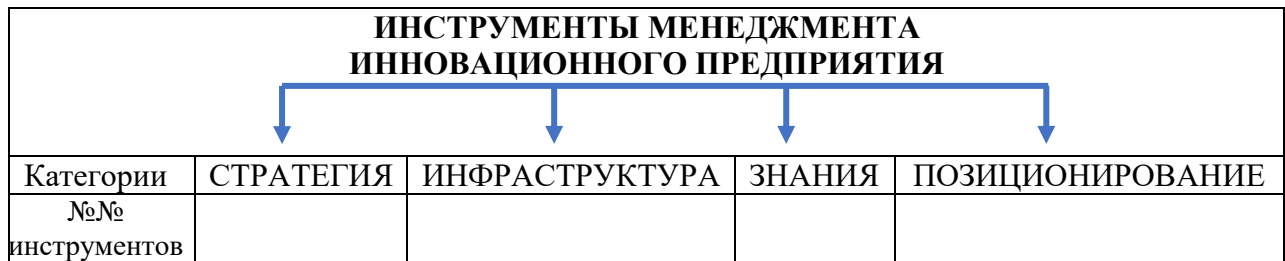 ИНСТРУМЕНТЫ МЕНЕДЖМЕНТА
ИННОВАЦИОННОГО ПРЕДПРИЯТИЯ
Категории СТРАТЕГИЯ ИНФРАСТРУКТУРА ЗНАНИЯ ПОЗИЦИОНИРОВАНИЕ
№№
инструментов